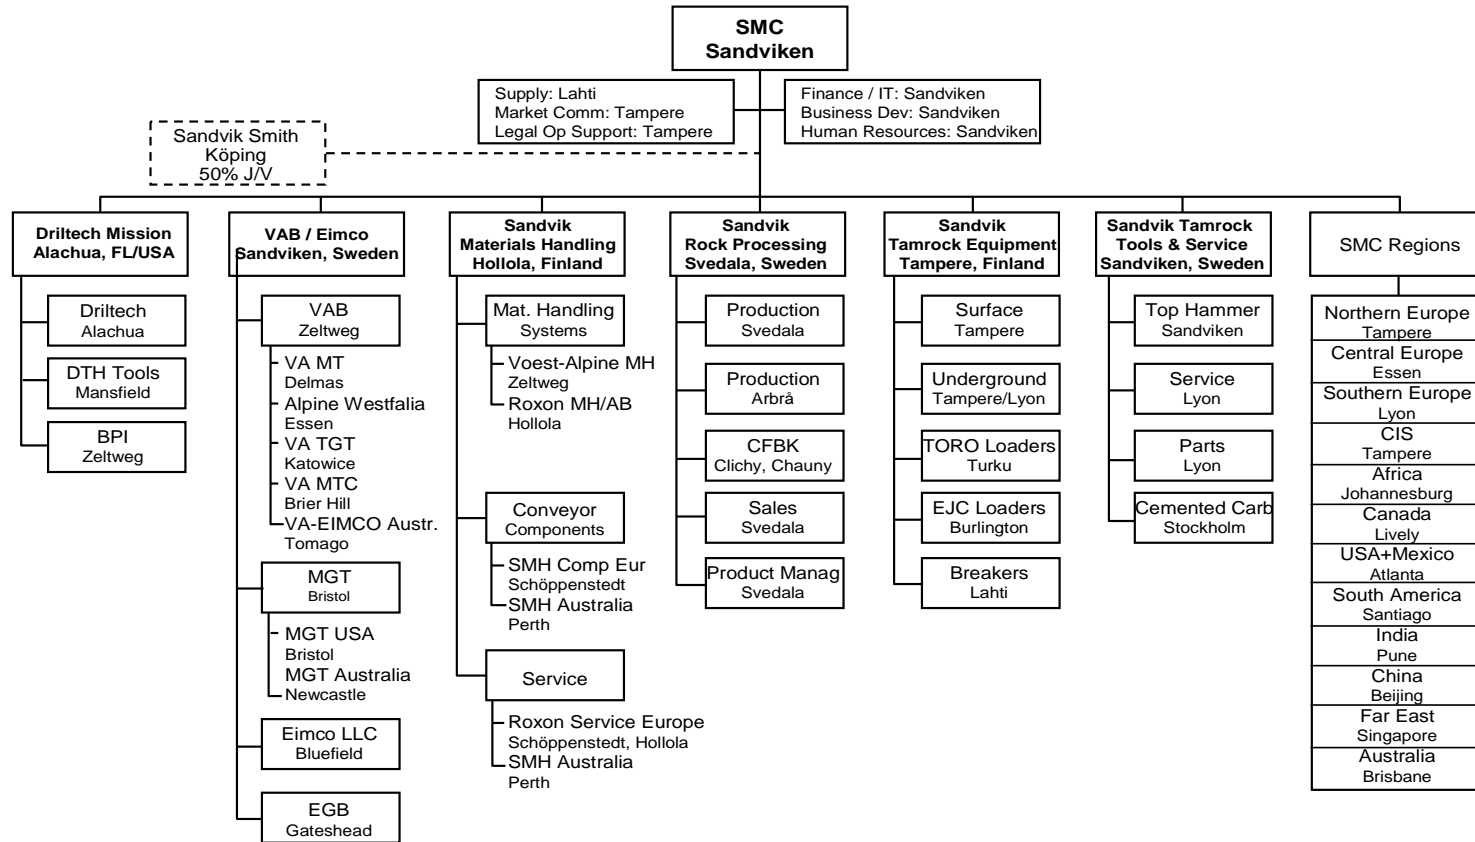 SMC
Sandviken
Supply: Lahti
Market Comm: Tampere
Legal Op Support: Tampere
Finance / IT: Sandviken
Business Dev: Sandviken
Human Resources: Sandviken
Sandvik Smith
Köping
50% J/V
Driltech Mission
Alachua, FL/USA
Driltech
Alachua
DTH Tools
Mansfield
BPI
Zeltweg
VAB / Eimco
Sandviken, Sweden
VAB
Zeltweg
VA MT
Delmas
Alpine Westfalia
Essen
VA TGT
Katowice
VA MTC
Brier Hill
VA-EIMCO Austr.
Tomago
MGT
Bristol
MGT USA
Bristol
MGT Australia
Newcastle
Eimco LLC
Bluefield
EGB
Gateshead
Sandvik
Materials Handling
Hollola, Finland
Mat. Handling
Systems
Voest-Alpine MH
Zeltweg
Roxon MH/AB
Hollola
Conveyor
Components
SMH Comp Eur
Schöppenstedt
SMH Australia
Perth
Service
Roxon Service Europe
Schöppenstedt, Hollola
SMH Australia
Perth
Sandvik
Rock Processing
Svedala, Sweden
Production
Svedala
Production
Arbrå
CFBK
Clichy, Chauny
Sales
Svedala
Product Manag
Svedala
Sandvik
Tamrock Equipment
Tampere, Finland
Surface
Tampere
Underground
Tampere/Lyon
TORO Loaders
Turku
EJC Loaders
Burlington
Breakers
Lahti
Sandvik Tamrock
Tools & Service
Sandviken, Sweden
Top Hammer
Sandviken
Service
Lyon
Parts
Lyon
Cemented Carb
Stockholm
SMC Regions
Northern Europe
Tampere
Central Europe
Essen
Southern Europe
Lyon
CIS
Tampere
Africa
Johannesburg
Canada
Lively
USA+Mexico
Atlanta
South America
Santiago
India
Pune
China
Beijing
Far East
Singapore
Australia
Brisbane